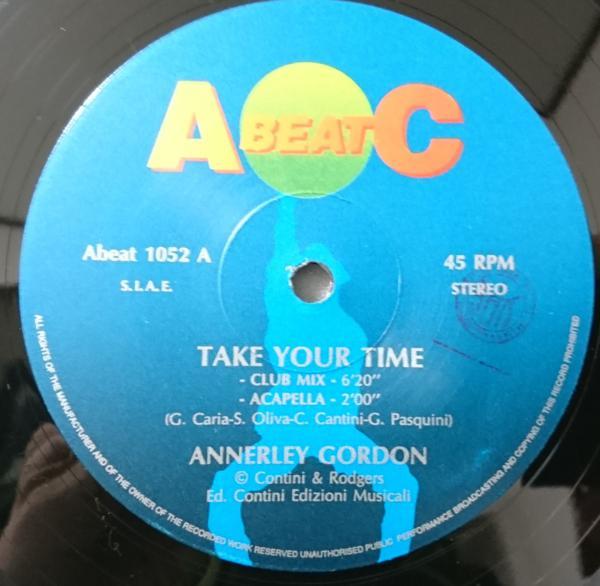 A BEAT C
Abeat 1052 A
S.I.A.E.
45 RPM
STEREO
TAKE YOUR TIME
- CLUB MIX - 6'20"
- ACAPELLA - 2'00"
(G. Caria-S. Oliva-C. Cantini-G. Pasquini)
ANNERLEY GORDON
© Contini & Rodgers
Ed. Contini Edizioni Musicali
ALL RIGHTS OF THE MANUFACTURER AND OF THE OWNER OF THE RECORDED WORK RESERVED UNAUTHORISED PUBLIC PERFORMANCE BROADCASTING AND COPYING OF THIS RECORD PROHIBITED